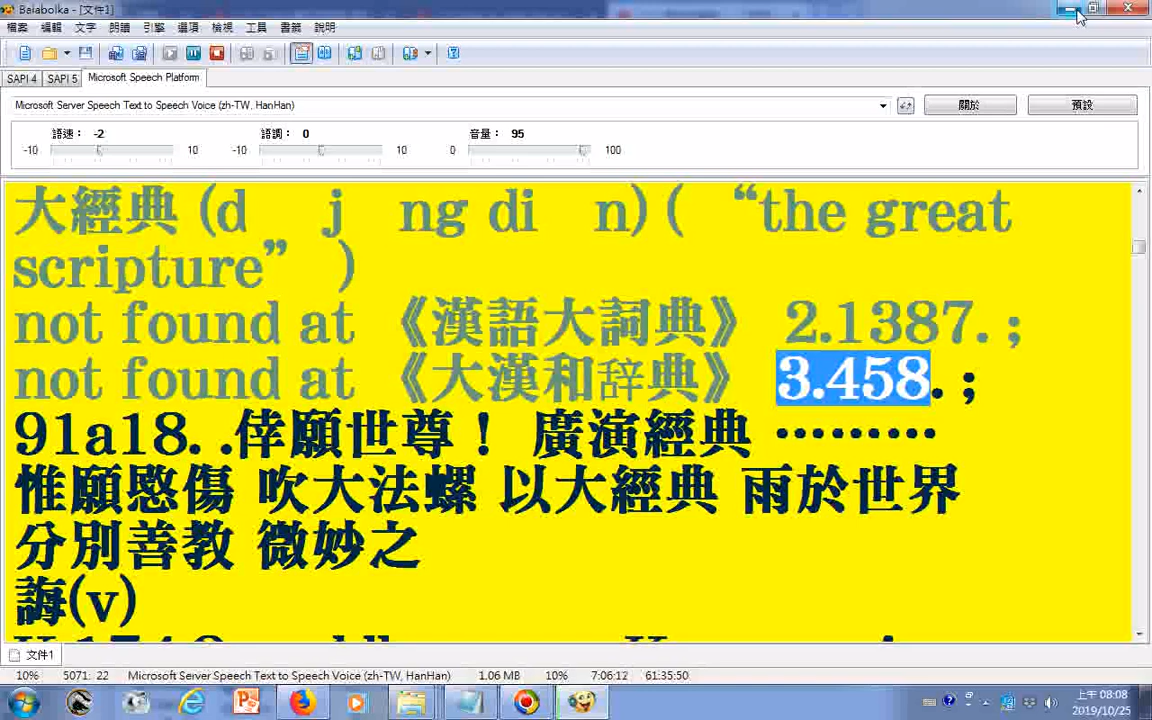 Balabolka - [文件1]
檔案 編輯 文字 朗讀 引擎 選項 檢視 工具 書籤 說明
SAPI 4 SAPI 5 Microsoft Speech Platform
Microsoft Server Speech Text to Speech Voice (zh-TW, HanHan) 關於 預設
語速： -2 語調： 0 音量： 95
-10 10 -10 10 0 100
大經典 (d j ng di n) ( “the great
scripture” )
not found at 《漢語大詞典》 2.1387. ;
not found at 《大漢和辞典》 3.458. ;
91a18. .倖願世尊！ 廣演經典 ………
惟願愍傷 吹大法螺 以大經典 雨於世界
分別善教 微妙之
誨(v)
文件1
10% 5071: 22 Microsoft Server Speech Text to Speech Voice (zh-TW, HanHan) 1.06 MB 10% 7:06:12 61:35:50
上午 08:08
2019/10/25